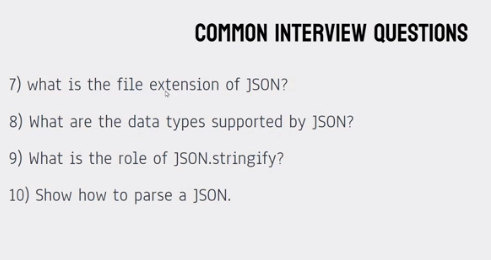 COMMON INTERVIEW QUESTIONS
7) what is the file extension of JSON?
8) What are the data types supported by JSON?
9) What is the role of JSON.stringify?
10) Show how to parse a JSON.